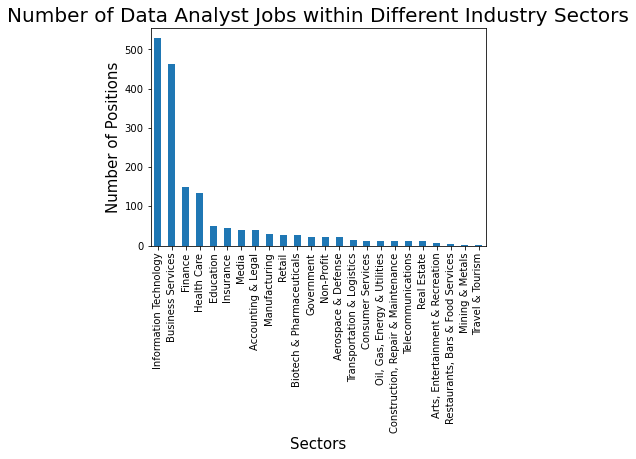 Number of Data Analyst Jobs within Different Industry Sectors
Number of Positions
500
400
300
200
100
0
Information Technology
Business Services
Finance
Health Care
Education
Insurance
Media
Accounting & Legal
Manufacturing
Retail
Biotech & Pharmaceuticals
Government
Non-Profit
Aerospace & Defense
Transportation & Logistics
Consumer Services
Oil, Gas, Energy & Utilities
Construction, Repair & Maintenance
Telecommunications
Real Estate
Arts, Entertainment & Recreation
Restaurants, Bars & Food Services
Mining & Metals
Travel & Tourism
Sectors